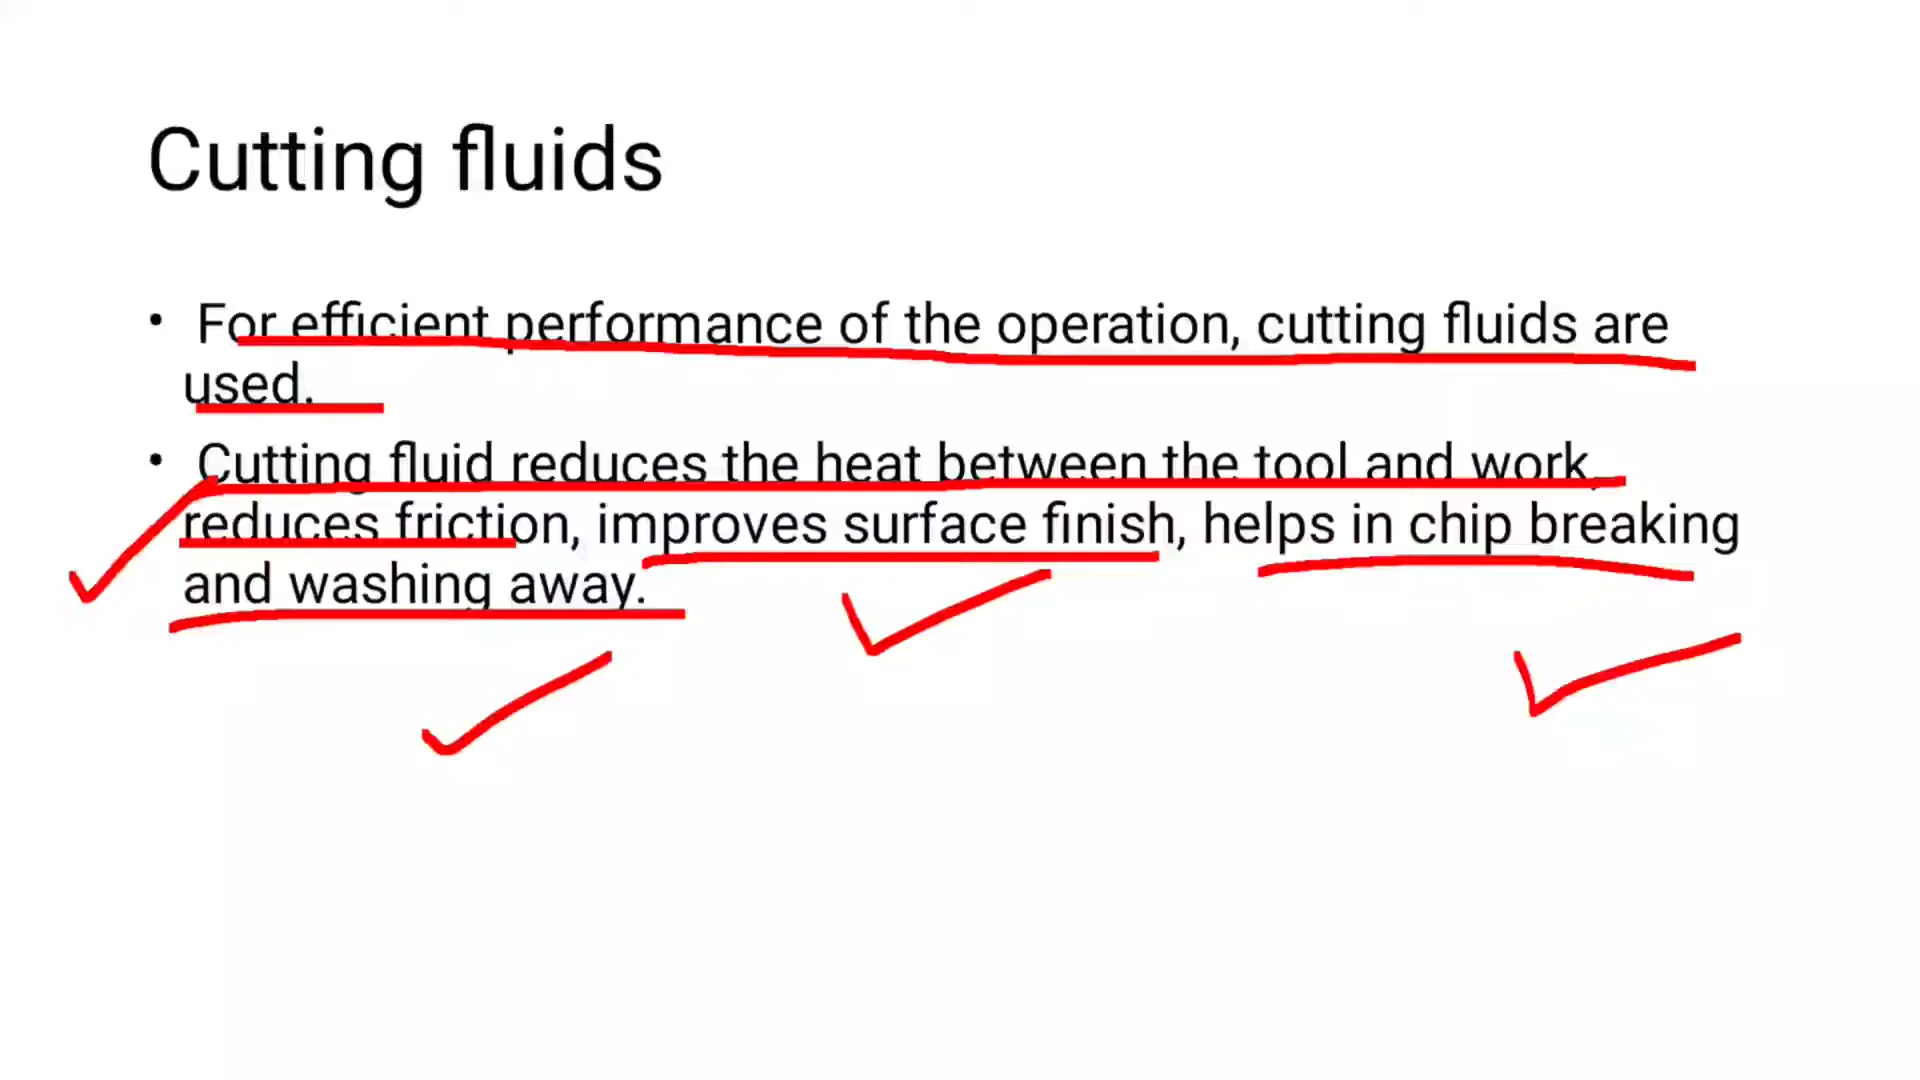 Cutting fluids
• For efficient performance of the operation, cutting fluids are
used.
• Cutting fluid reduces the heat between the tool and work,
reduces friction, improves surface finish, helps in chip breaking
and washing away.